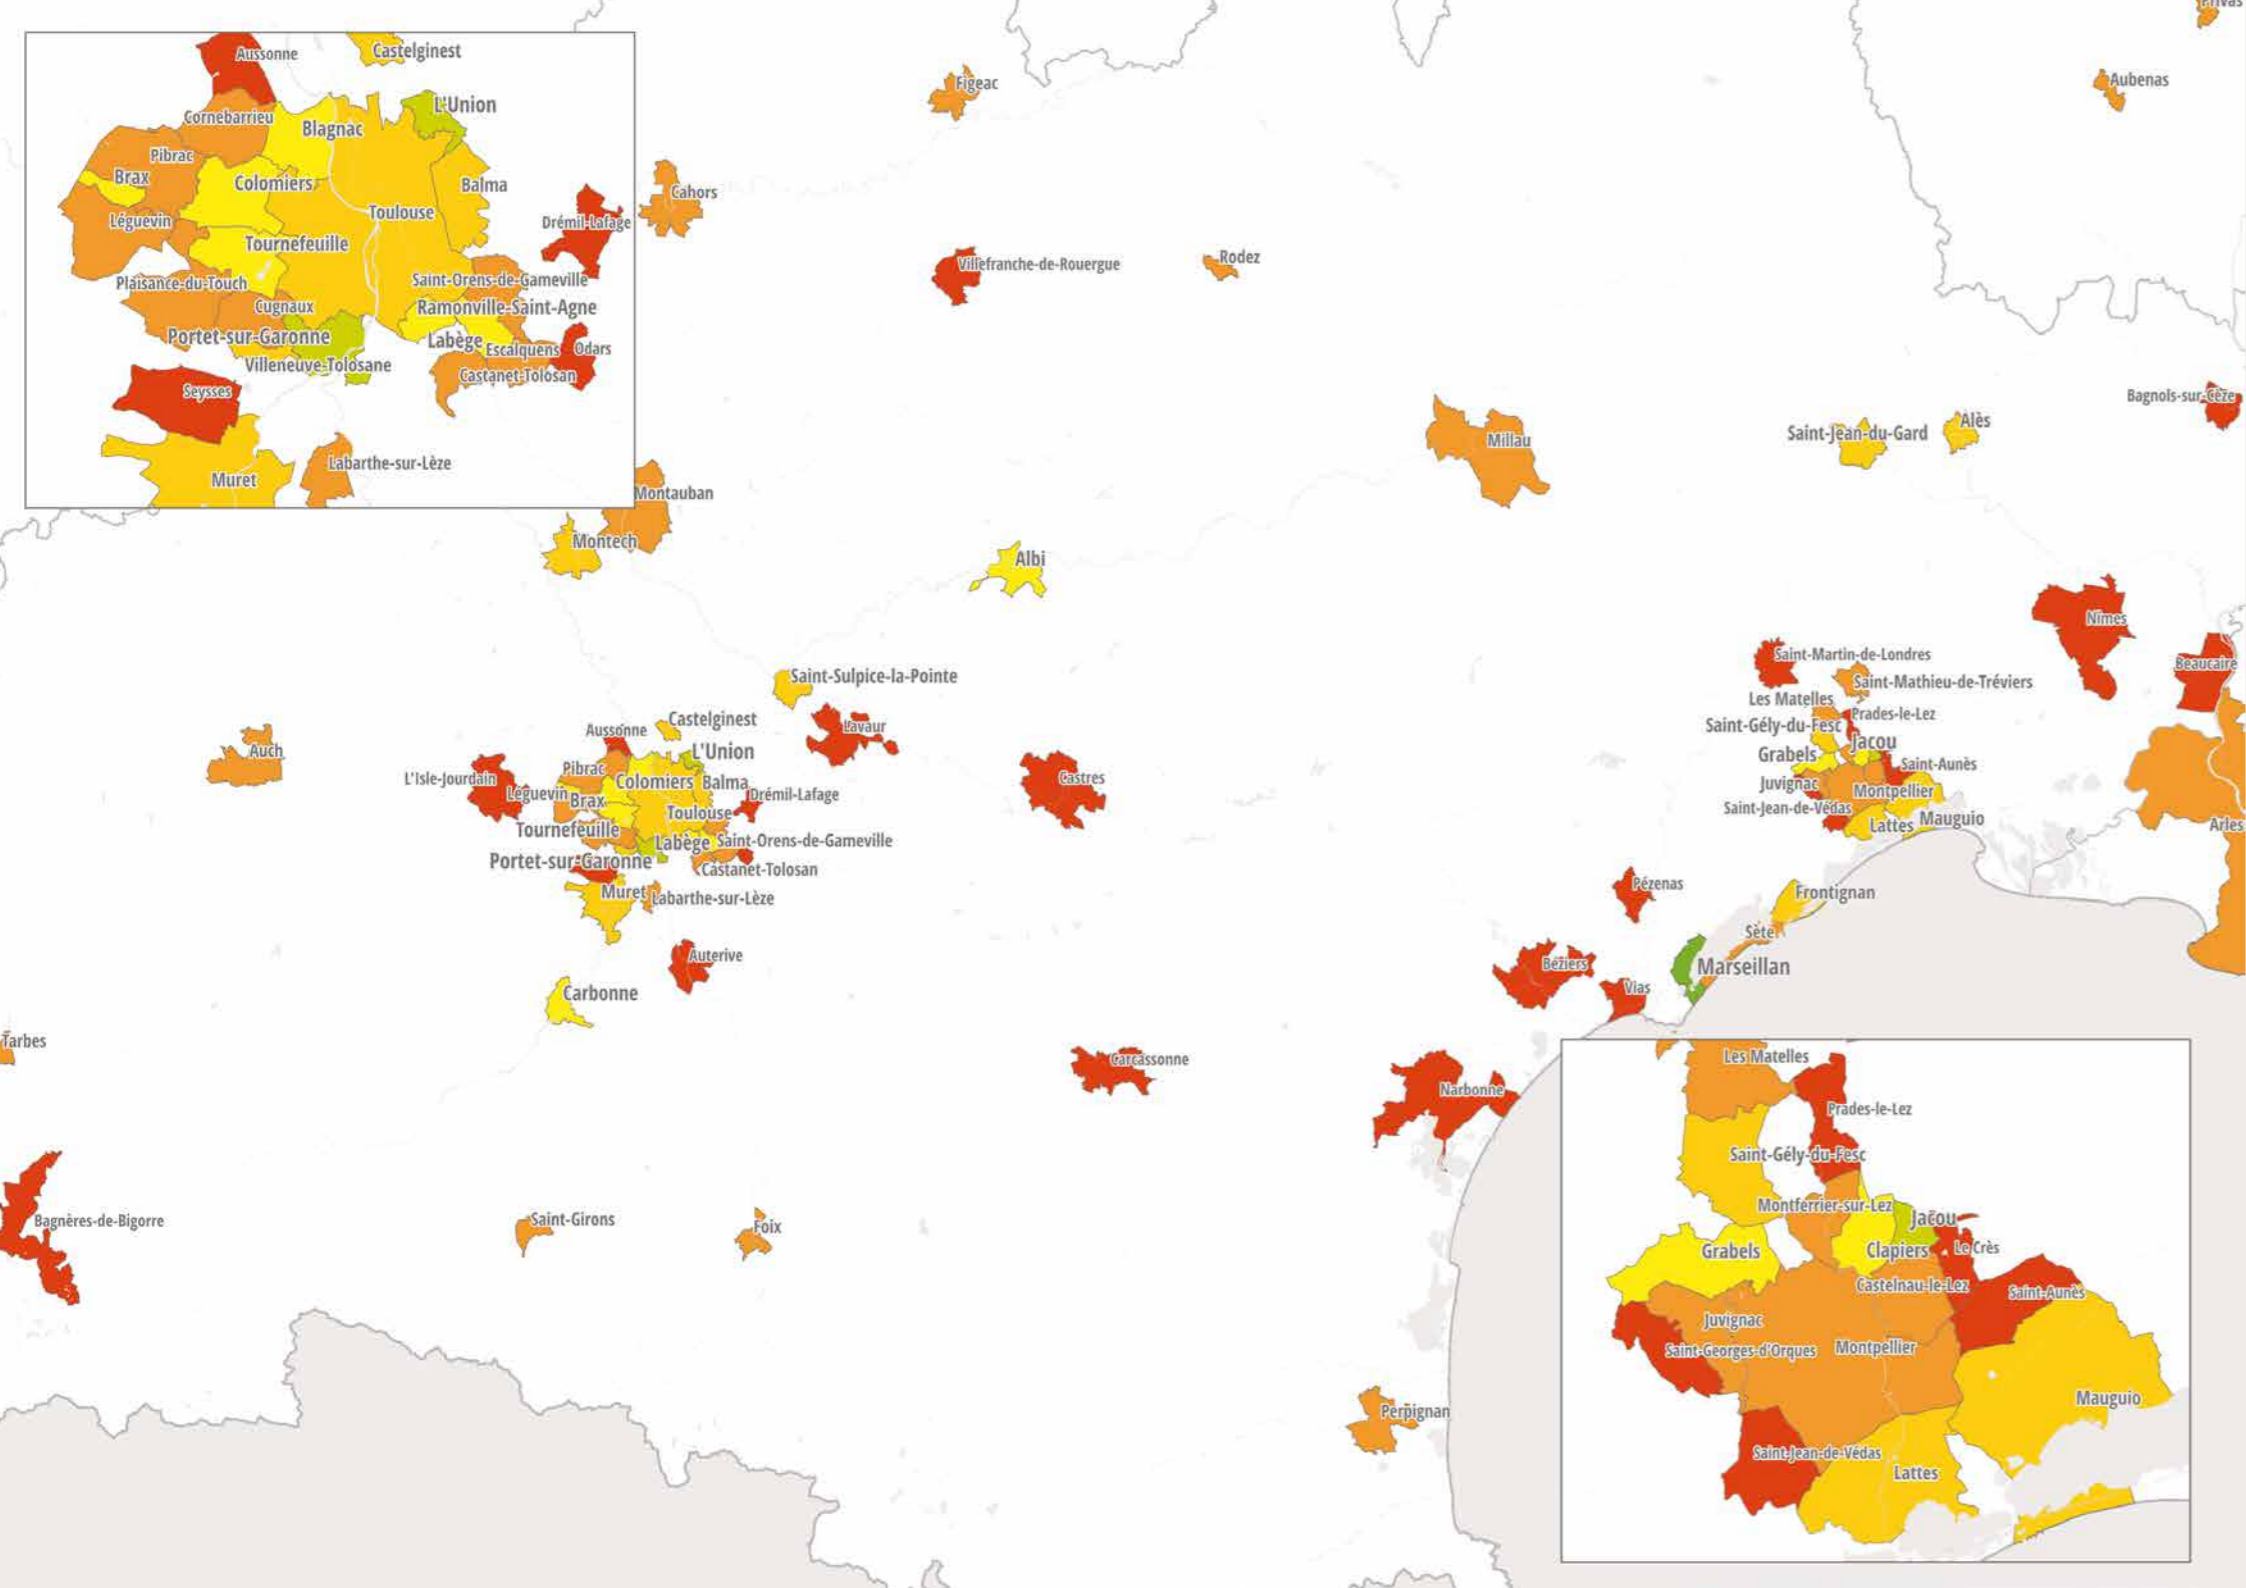 Aussonne
Castelginest
Cornebarrieu
Blagnac
L'Union
Pibrac
Brax
Colomiers
Balma
Léguevin
Toulouse
Drémil-Lafage
Tournefeuille
Plaisance-du-Touch
Saint-Orens-de-Gameville
Cugnaux
Ramonville-Saint-Agne
Portet-sur-Garonne
Labège
Escalquens
Odars
Villeneuve-Tolosane
Castanet-Tolosan
Seysses
Labarthe-sur-Lèze
Muret
Privas
Figeac
Aubenas
Cahors
Villefranche-de-Rouergue
Rodez
Bagnols-sur-Cèze
Millau
Saint-Jean-du-Gard
Alès
Montauban
Montech
Albi
Nîmes
Saint-Martin-de-Londres
Beaucaire
Saint-Sulpice-la-Pointe
Saint-Mathieu-de-Tréviers
Les Matelles
Prades-le-Lez
Aussonne
Castelginest
Lavaur
Saint-Gély-du-Fesc
Jacou
Auch
L'Union
Grabels
Saint-Aunès
Pibrac
L'Isle-Jourdain
Colomiers
Balma
Castres
Juvignac
Montpellier
Léguevin
Brax
Drémil-Lafage
Saint-Jean-de-Védas
Toulouse
Lattes
Mauguio
Arles
Tournefeuille
Labège
Saint-Orens-de-Gameville
Portet-sur-Garonne
Castanet-Tolosan
Muret
Labarthe-sur-Lèze
Pézenas
Frontignan
Sète
Auterive
Béziers
Marseillan
Carbonne
Vias
Tarbes
Carcassonne
Narbonne
Bagnères-de-Bigorre
Saint-Girons
Foix
Perpignan
Les Matelles
Prades-le-Lez
Saint-Gély-du-Fesc
Montferrier-sur-Lez
Jacou
Grabels
Clapiers
Le Crès
Castelnau-le-Lez
Saint-Aunès
Juvignac
Saint-Georges-d'Orques
Montpellier
Mauguio
Saint-Jean-de-Védas
Lattes